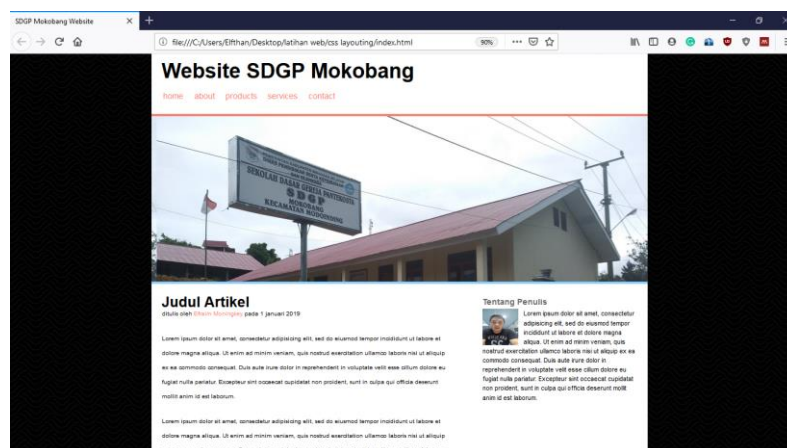 SDGP Mekobang Website
file:///C:/Users/Elfthan/Desktop/latihan web/css layouting/index.html
90%
Website SDGP Mokobang
home about products services contact
SEKOLAH DASAR GEREJA PANTEKOSTA
SDGP
MOKOBANG
KECAMATAN MODOINDING
Judul Artikel
ditulis oleh pada 1 januari 2019
Lorem ipsum dolor sit amet, consectetur adipisicing elit, sed do eiusmod tempor incididunt ut labore et
dolore magna aliqua. Ut enim ad minim veniam, quis nostrud exercitation ullamco laboris nisi ut aliquip
ex ea commodo consequat. Duis aute irure dolor in reprehenderit in voluptate velit esse cillum dolore eu
fugiat nulla pariatur. Excepteur sint occaecat cupidatat non proident, sunt in culpa qui officia deserunt
mollit anim id est laborum.
Lorem ipsum dolor sit amet, consectetur adipisicing elit, sed do eiusmod tempor incididunt ut labore et
dolore magna aliqua. Ut enim ad minim veniam, quis nostrud exercitation ullamco laboris nisi ut aliquip
Tentang Penulis
Lorem ipsum dolor sit amet, consectetur
adipisicing elit, sed do eiusmod tempor
incididunt ut labore et dolore magna
aliqua. Ut enim ad minim veniam, quis
nostrud exercitation ullamco laboris nisi ut aliquip ex ea
commodo consequat. Duis aute irure dolor in
reprehenderit in voluptate velit esse cillum dolore eu
fugiat nulla pariatur. Excepteur sint occaecat cupidatat
non proident, sunt in culpa qui officia deserunt mollit
anim id est laborum.